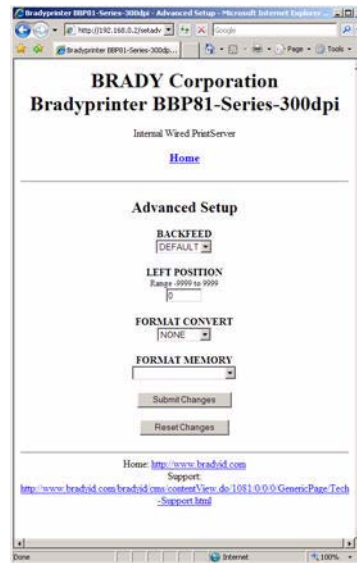 Bradyprinter BBP81-Series-300dpi - Advanced Setup - Microsoft Internet Explorer
http://192.168.0.2/setadv
Google
Bradyprinter BBP81-Series-300dp...
Page
Tools
BRADY Corporation
Bradyprinter BBP81-Series-300dpi
Internal Wired PrintServer
Home
Advanced Setup
BACKFEED
DEFAULT
LEFT POSITION
Range -9999 to 9999
0
FORMAT CONVERT
NONE
FORMAT MEMORY
Submit Changes
Reset Changes
Home: http://www.bradyid.com
Support:
http://www.bradyid.com/bradyid/cms/contentView.do/1081/0/0/0/GenericPage/Tech
-Support.html
Done
Internet
100%